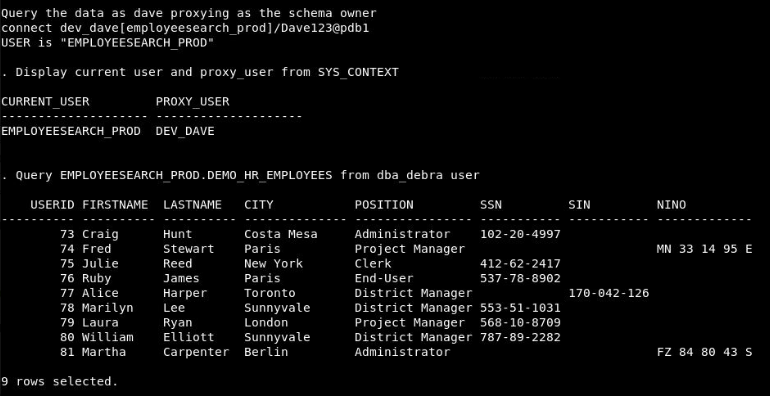 Query the data as dave proxying as the schema owner
connect dev_dave[employeesearch_prod]/Dave123@pdb1
USER is "EMPLOYEESEARCH_PROD"
. Display current user and proxy_user from SYS_CONTEXT
CURRENT_USER         PROXY_USER
-------------------- --------------------
EMPLOYEESEARCH_PROD  DEV_DAVE
. Query EMPLOYEESEARCH_PROD.DEMO_HR_EMPLOYEES from dba_debra user
    USERID FIRSTNAME  LASTNAME   CITY           POSITION         SSN         SIN         NINO
---------- ---------- ---------- -------------- ---------------- ----------- ----------- -------------
        73 Craig      Hunt       Costa Mesa     Administrator    102-20-4997
        74 Fred       Stewart    Paris          Project Manager                          MN 33 14 95 E
        75 Julie      Reed       New York       Clerk            412-62-2417
        76 Ruby       James      Paris          End-User         537-78-8902
        77 Alice      Harper     Toronto        District Manager             170-042-126
        78 Marilyn    Lee        Sunnyvale      District Manager 553-51-1031
        79 Laura      Ryan       London         Project Manager  568-10-8709
        80 William    Elliott    Sunnyvale      District Manager 787-89-2282
        81 Martha     Carpenter  Berlin         Administrator                            FZ 84 80 43 S
9 rows selected.